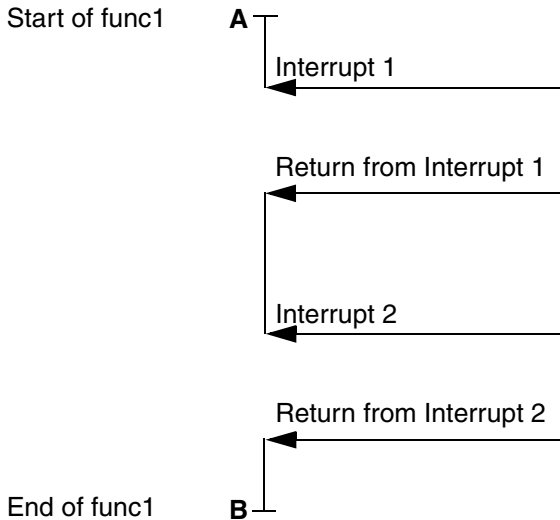 Start of func1 A
Interrupt 1
Return from Interrupt 1
Interrupt 2
Return from Interrupt 2
End of func1 B